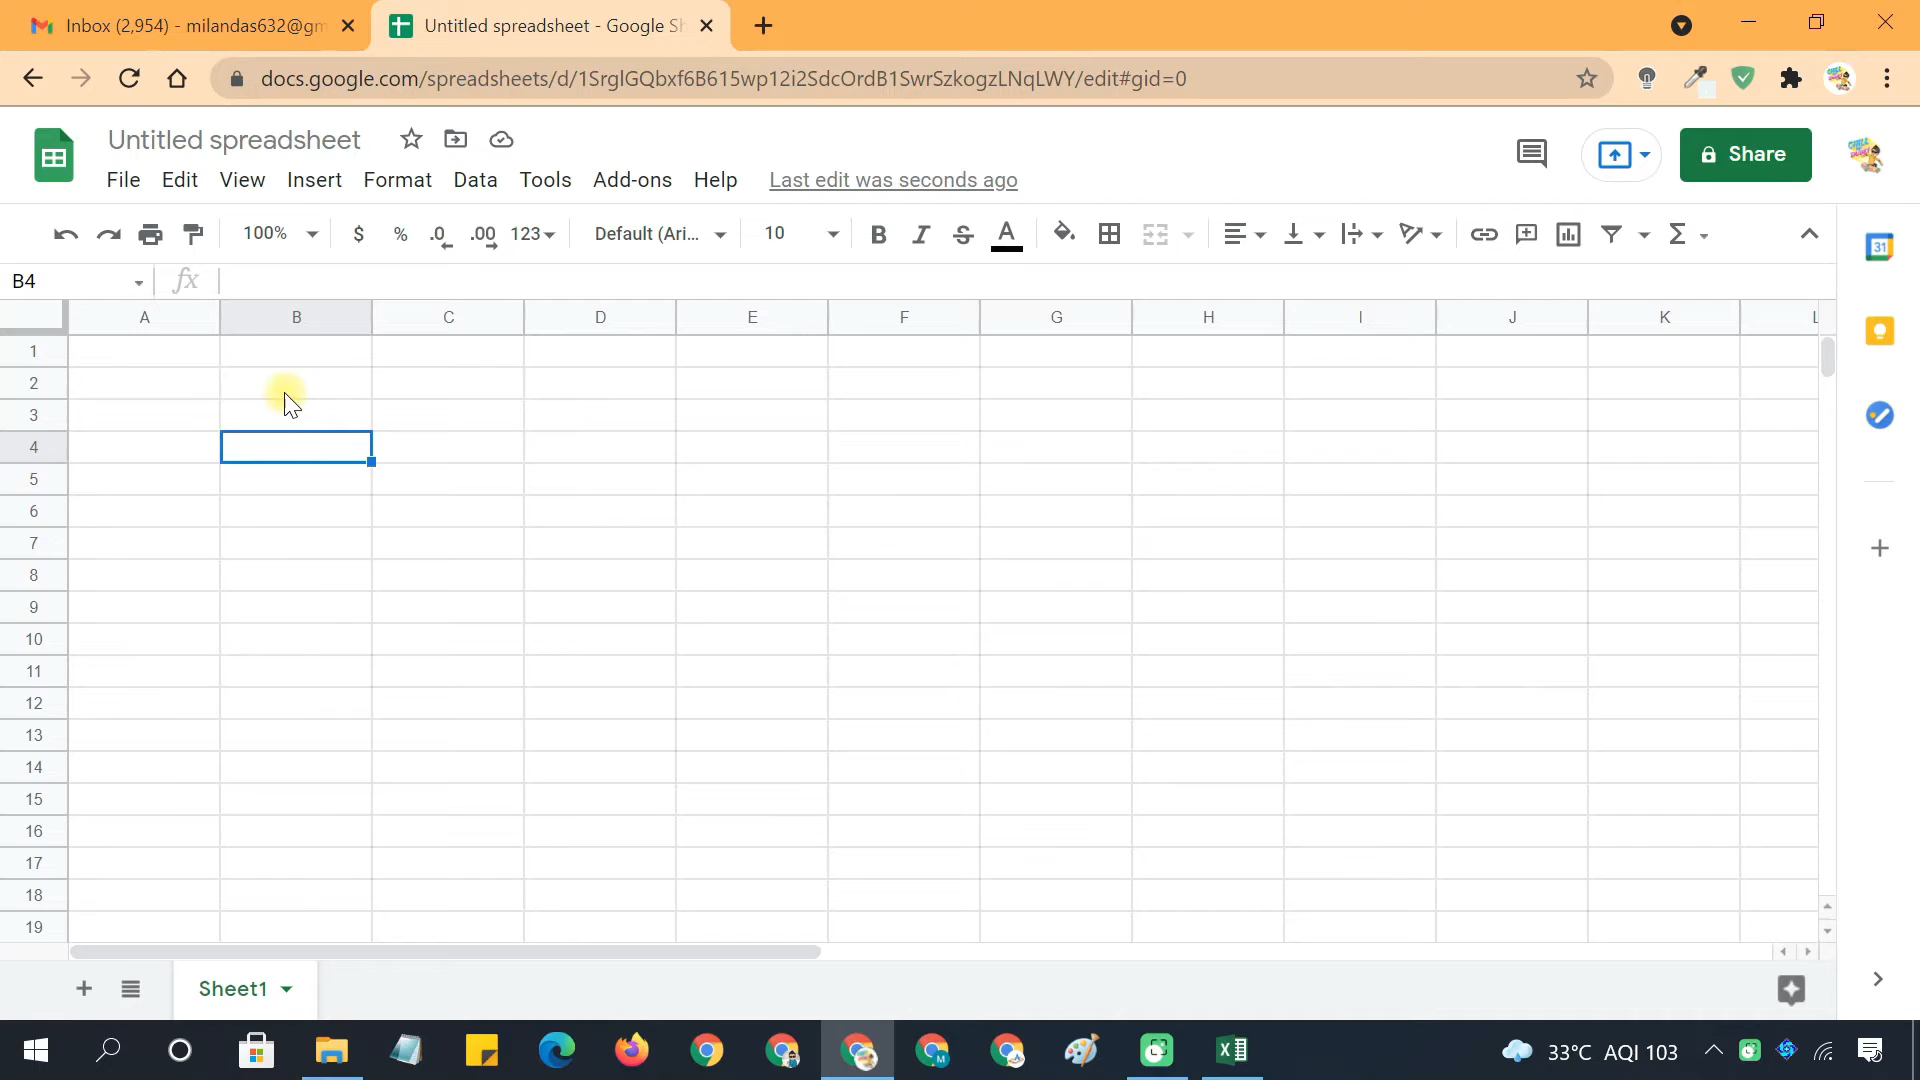 Inbox (2,954) - milandas632@gm
Untitled spreadsheet - Google Sh
docs.google.com/spreadsheets/d/1SrglGQbxf6B615wp12i2SdcOrdB1SwrSzkogzLNqLWY/edit#gid=0
Untitled spreadsheet
Share
File Edit View Insert Format Data Tools Add-ons Help Last edit was seconds ago
100% $ % .0 .00 123 Default (Ari... 10 B I S A Σ
31
B4 fx
A B C D E F G H I J K L
1
2
3
4
5
6
7
8
9
10
11
12
13
14
15
16
17
18
19
Sheet1
33°C AQI 103